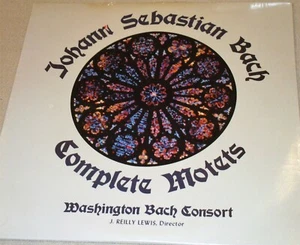 Johann Sebastian Bach
Complete Motets
Washington Bach Consort
J. REILLY LEWIS, Director